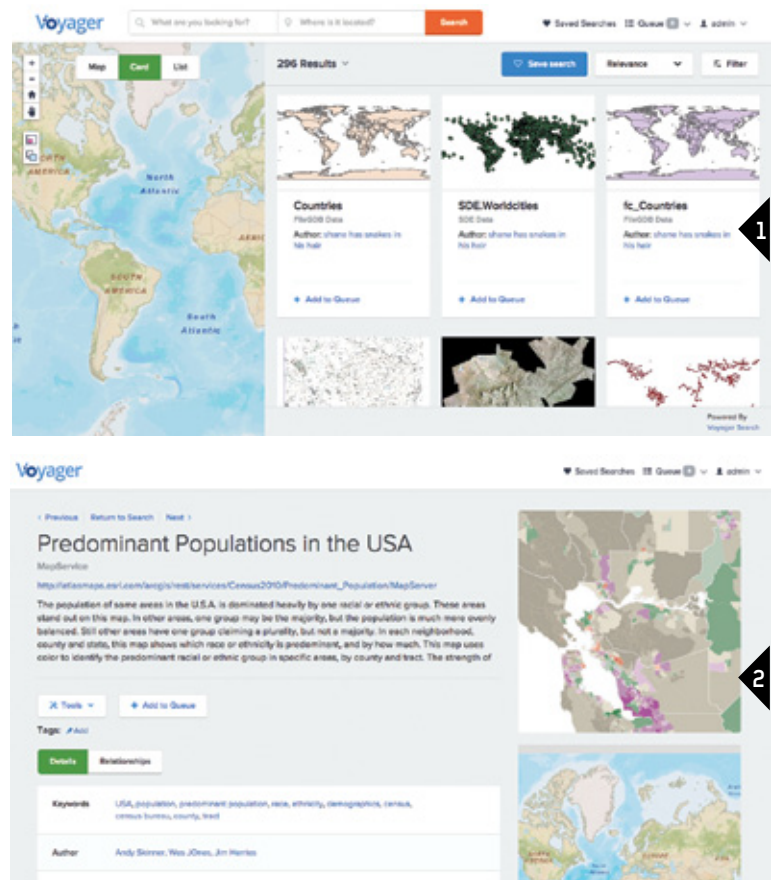 Voyager
What are you looking for?
Where is it located?
Search
Saved Searches
Queue
admin
Map
Card
List
296 Results
Save search
Relevance
Filter
NORTH AMERICA
North Atlantic
SOUTH AMERICA
South Atlantic
Countries
FileGDB Data
Author: shane has snakes in
his hair
+ Add to Queue
SDE.Worldcities
SDE Data
Author: shane has snakes in
his hair
+ Add to Queue
fc_Countries
FileGDB Data
Author: shane has snakes in
his hair
+ Add to Queue
1
Powered By
Voyager Search
Voyager
Saved Searches
Queue
admin
‹ Previous
Return to Search
Next ›
Predominant Populations in the USA
MapService
http://atlasmaps.esri.com/arcgis/rest/services/Census2010/Predominant_Population/MapServer
The population of some areas in the U.S.A. is dominated heavily by one racial or ethnic group. These areas
stand out on this map. In other areas, one group may be the majority, but the population is much more evenly
balanced. Still other areas have one group claiming a plurality, but not a majority. In each neighborhood,
county and state, this map shows which race or ethnicity is predominant, and by how much. This map uses
color to identify the predominant racial or ethnic group in specific areas, by county and tract. The strength of
Tools
+ Add to Queue
Tags: Add
Details
Relationships
Keywords
USA, population, predominant population, race, ethnicity, demographics, census,
census bureau, county, tract
Author
Andy Skinner, Wes JOnes, Jim Herries
2